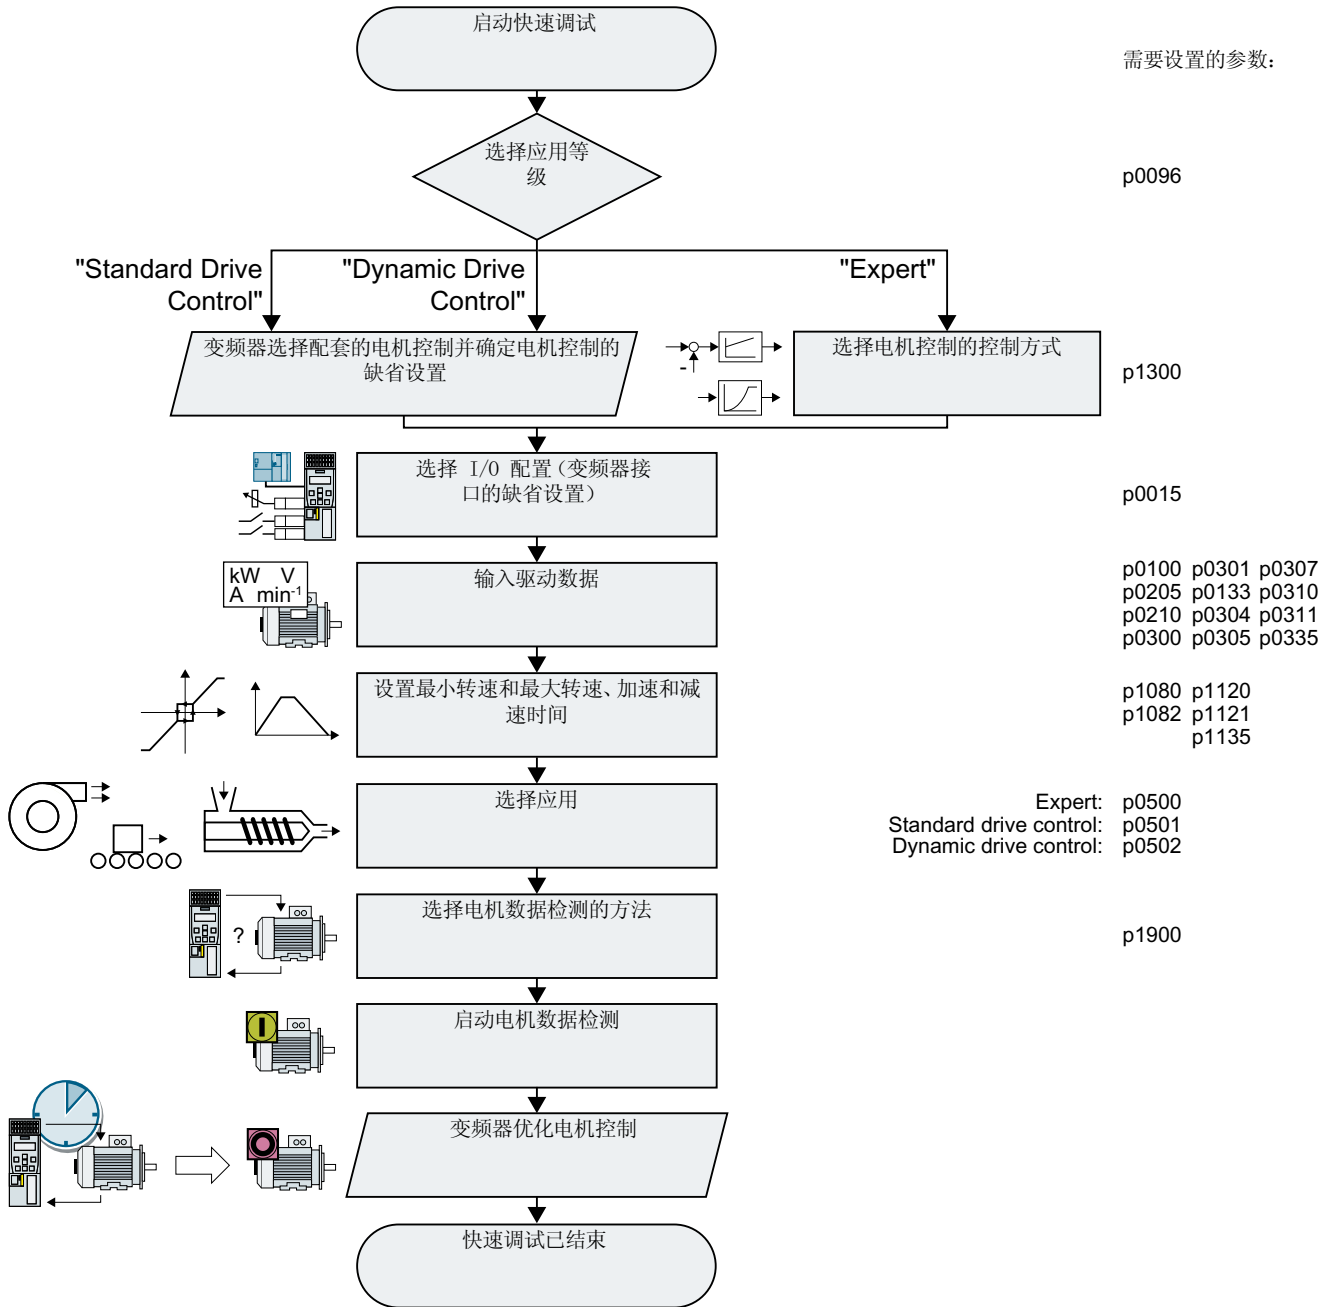 启动快速调试
需要设置的参数:
选择应用等
级
p0096
"Standard Drive
Control"
"Dynamic Drive
Control"
"Expert"
变频器选择配套的电机控制并确定电机控制的
缺省设置
-
选择电机控制的控制方式
p1300
选择 I/O 配置(变频器接
口的缺省设置)
p0015
kW V
A min-1
输入驱动数据
p0100 p0301 p0307
p0205 p0133 p0310
p0210 p0304 p0311
p0300 p0305 p0335
设置最小转速和最大转速、加速和减
速时间
p1080 p1120
p1082 p1121
p1135
选择应用
Expert: p0500
Standard drive control: p0501
Dynamic drive control: p0502
选择电机数据检测的方法
?
p1900
启动电机数据检测
变频器优化电机控制
快速调试已结束